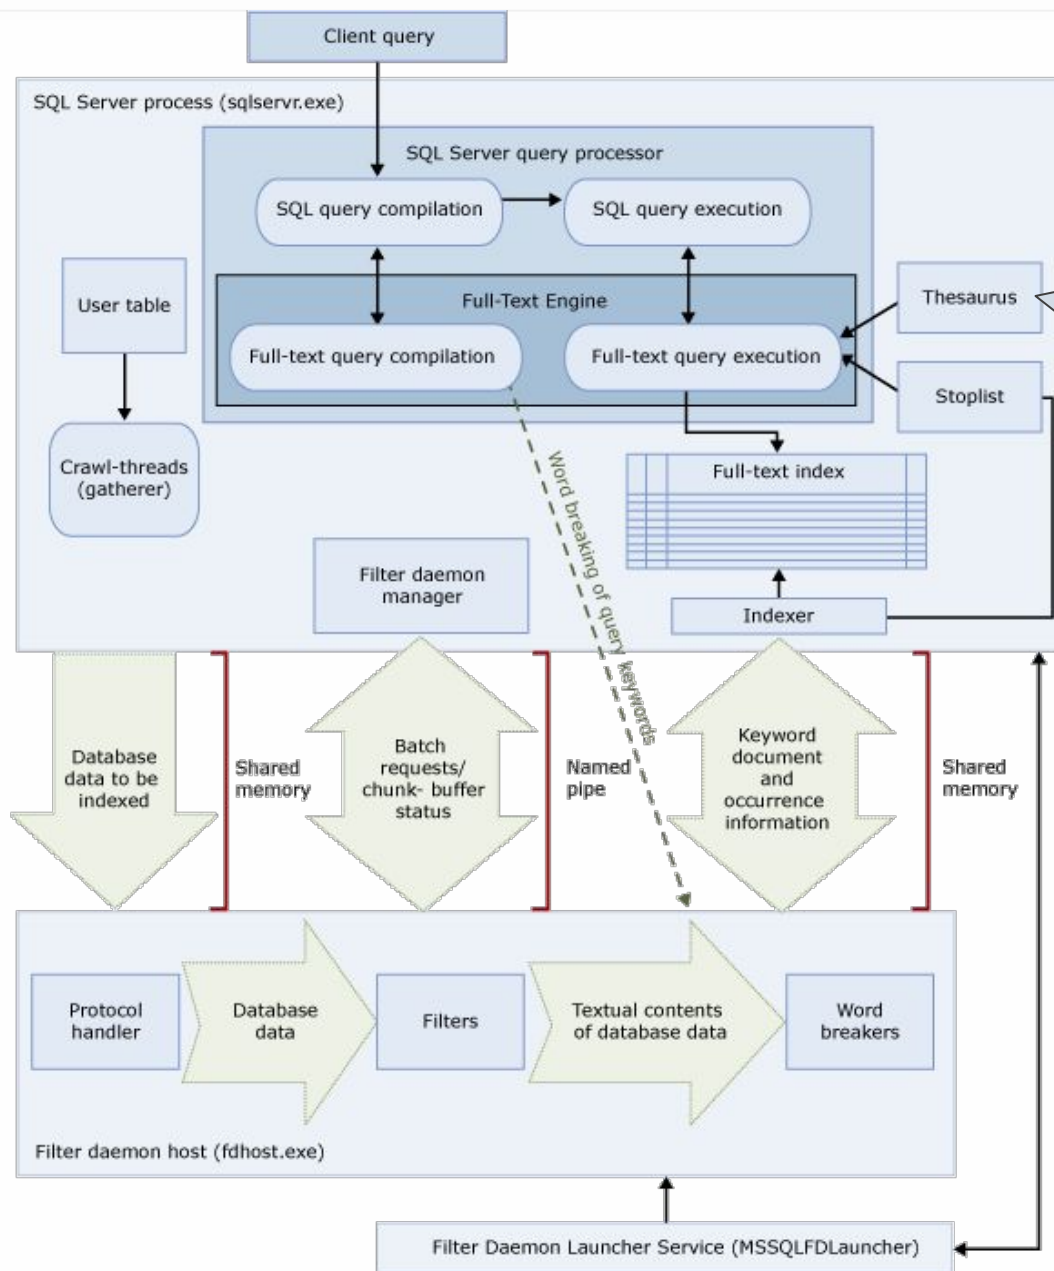 Client query
SQL Server process (sqlservr.exe)
SQL Server query processor
SQL query compilation
SQL query execution
User table
Full-Text Engine
Thesaurus
Full-text query compilation
Full-text query execution
Stoplist
Crawl-threads
(gatherer)
Word breaking of query keywords
Full-text index
Filter daemon
manager
Indexer
Database
data to be
indexed
Shared
memory
Batch
requests/
chunk- buffer
status
Named
pipe
Keyword
document
and
occurrence
information
Shared
memory
Protocol
handler
Database
data
Filters
Textual contents
of database data
Word
breakers
Filter daemon host (fdhost.exe)
Filter Daemon Launcher Service (MSSQLFDLauncher)